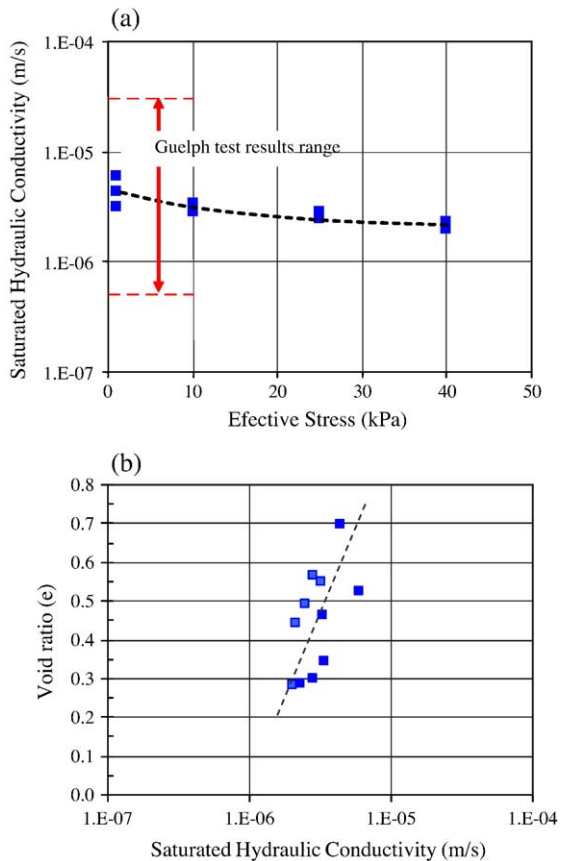 (a)
Saturated Hydraulic Conductivity (m/s)
1.E-04
1.E-05
1.E-06
1.E-07
Guelph test results range
0 10 20 30 40 50
Efective Stress (kPa)
(b)
Void ratio (e)
0.8
0.7
0.6
0.5
0.4
0.3
0.2
0.1
0.0
1.E-07 1.E-06 1.E-05 1.E-04
Saturated Hydraulic Conductivity (m/s)